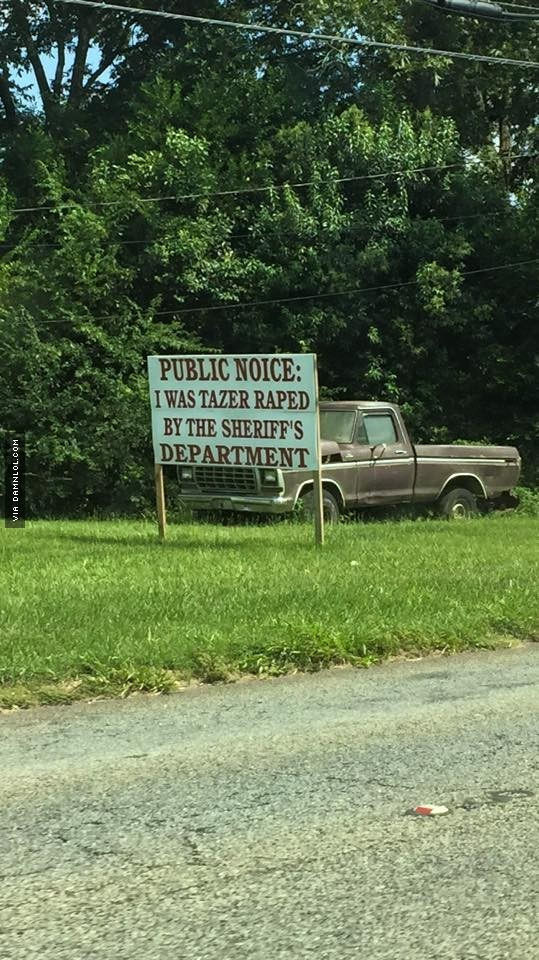 PUBLIC NOICE:
I WAS TAZER RAPED
BY THE SHERIFF'S
DEPARTMENT
VIA DAMNLOL.COM